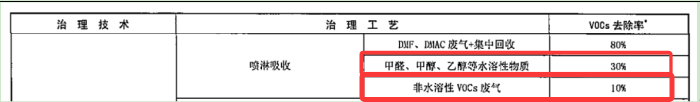 治理技术 治理工艺 VOCs去除率*
DMF、DMAC废气+集中回收 80%
喷淋吸收 甲醛、甲醇、乙醇等水溶性物质 30%
非水溶性VOCs废气 10%